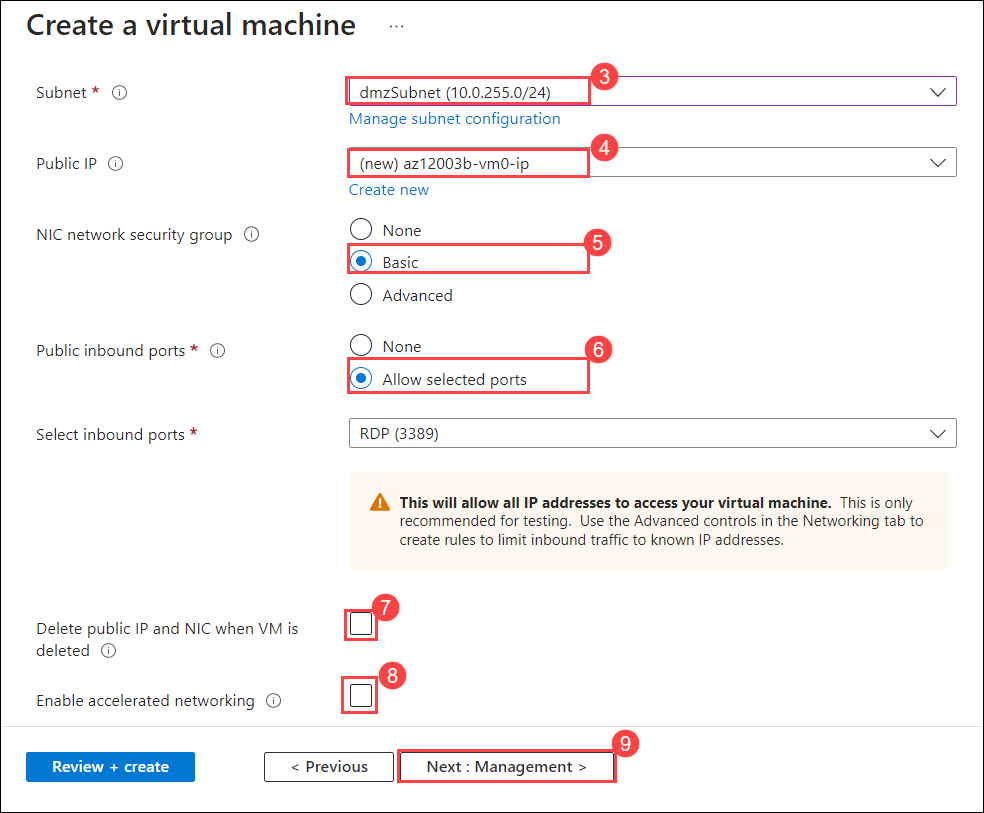 Create a virtual machine ...
3
Subnet * dmzSubnet (10.0.255.0/24)
Manage subnet configuration
4
Public IP (new) az12003b-vm0-ip
Create new
NIC network security group None
5
Basic
Advanced
Public inbound ports * None
6
Allow selected ports
Select inbound ports * RDP (3389)
This will allow all IP addresses to access your virtual machine. This is only
recommended for testing. Use the Advanced controls in the Networking tab to
create rules to limit inbound traffic to known IP addresses.
7
Delete public IP and NIC when VM is
deleted
8
Enable accelerated networking
9
Review + create < Previous Next : Management >